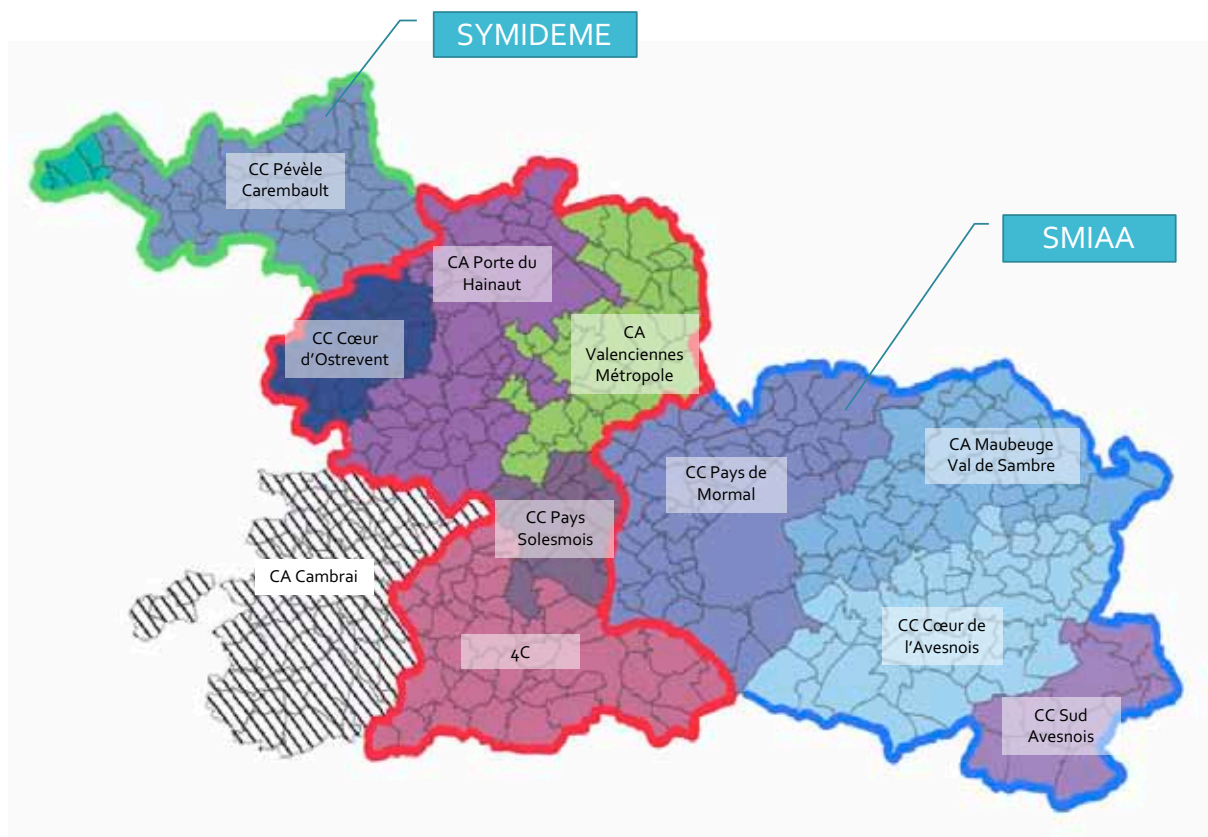 SYMIDEME
CC Pévèle
Carembault
SMIAA
CA Porte du
Hainaut
CC Cœur
d'Ostrevent
CA
Valenciennes
Métropole
CA Maubeuge
Val de Sambre
CC Pays de
Mormal
CC Pays
Solesmois
CA Cambrai
CC Cœur de
l'Avesnois
4C
CC Sud
Avesnois